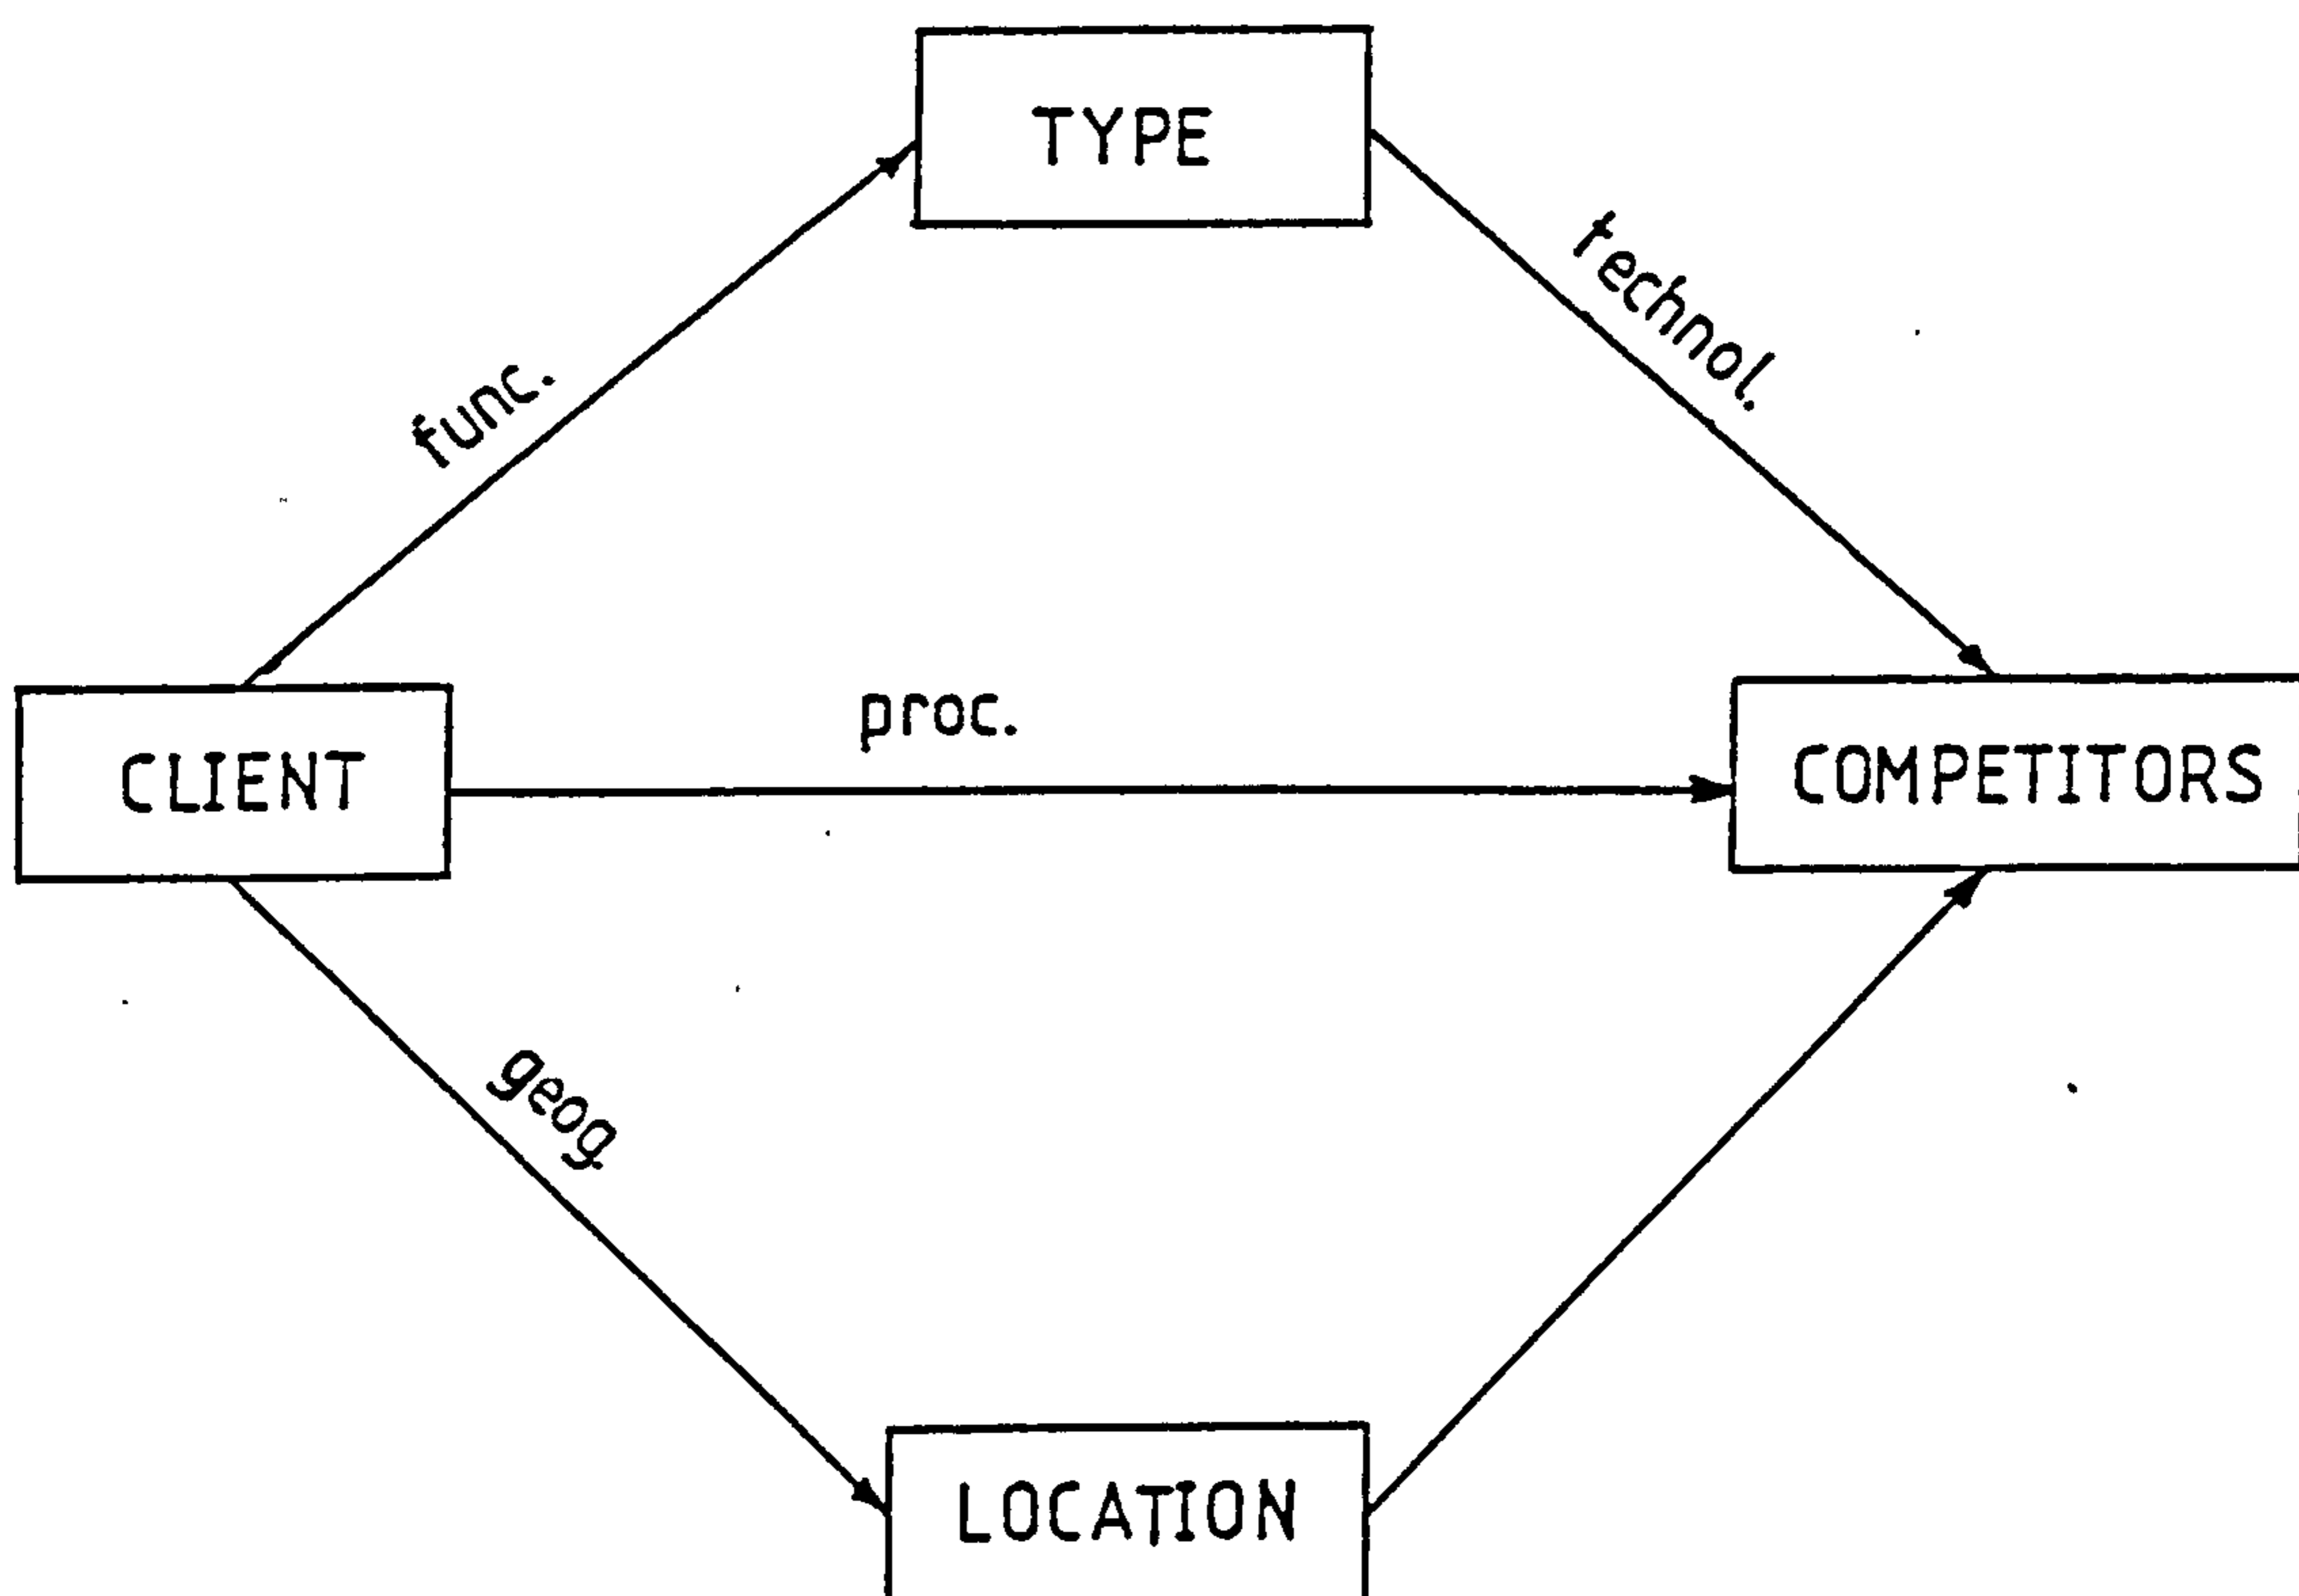 TYPE
technol.
func.
proc.
CLIENT
COMPETITORS
geog.
LOCATION